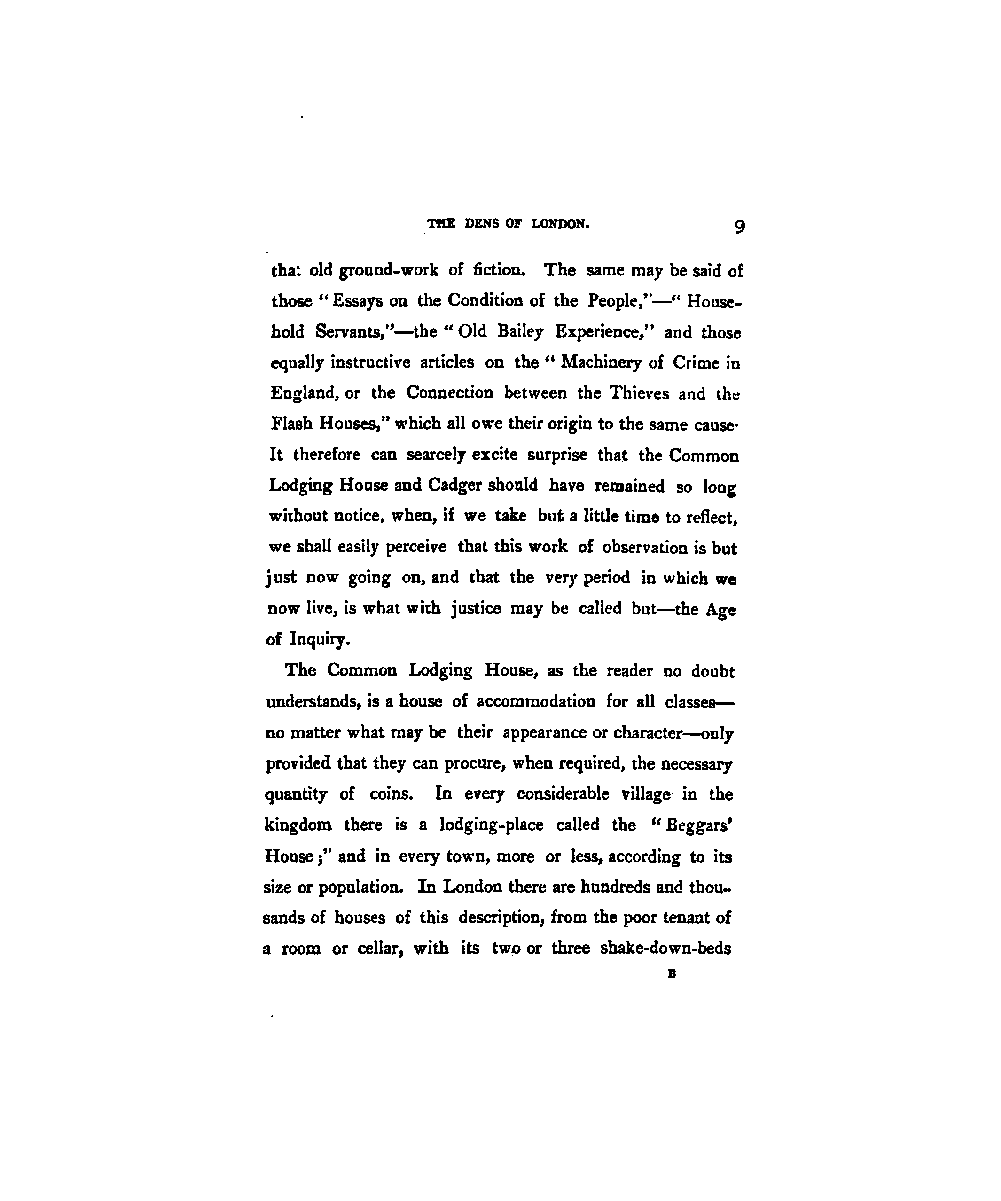 THE DENS OF LONDON. 9
that old ground-work of fiction. The same may be said of
those “Essays on the Condition of the People,”—“House-
hold Servants,”—the “Old Bailey Experience,” and those
equally instructive articles on the “Machinery of Crime in
England, or the Connection between the Thieves and the
Flash Houses,” which all owe their origin to the same cause·
It therefore can searcely excite surprise that the Common
Lodging House and Cadger should have remained so long
without notice, when, if we take but a little time to reflect,
we shall easily perceive that this work of observation is but
just now going on, and that the very period in which we
now live, is what with justice may be called but—the Age
of Inquiry.
The Common Lodging House, as the reader no doubt
understands, is a house of accommodation for all classes—
no matter what may be their appearance or character—only
provided that they can procure, when required, the necessary
quantity of coins. In every considerable village in the
kingdom there is a lodging-place called the “Beggars’
House;” and in every town, more or less, according to its
size or population. In London there are hundreds and thou-
sands of houses of this description, from the poor tenant of
a room or cellar, with its two or three shake-down-beds
B